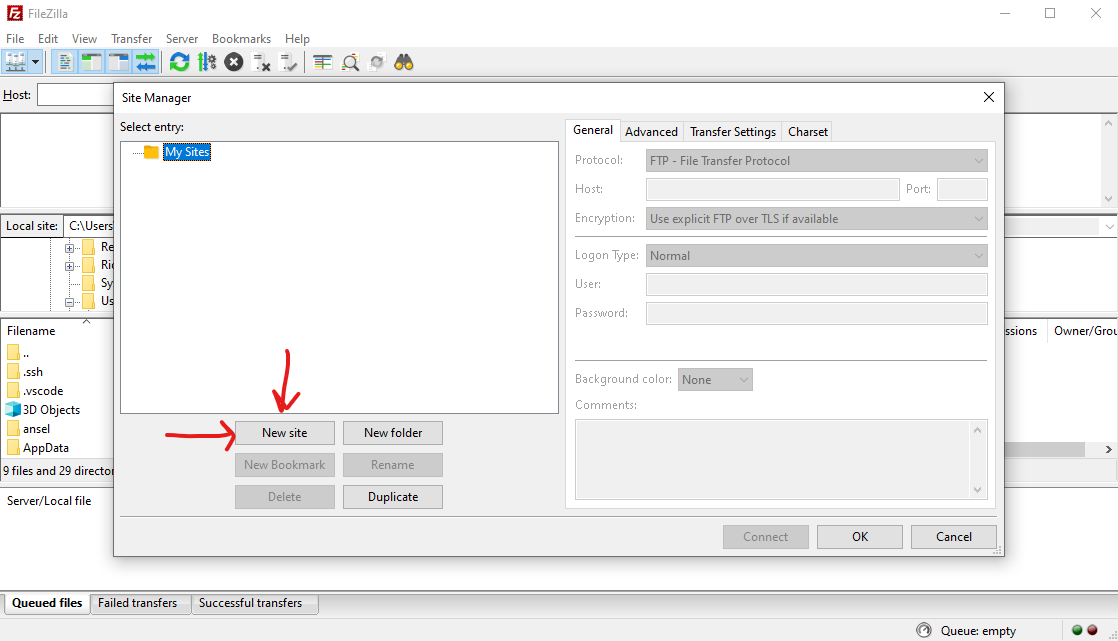 FileZilla
File Edit View Transfer Server Bookmarks Help
Host:
Site Manager
Select entry:
My Sites
New site New folder
New Bookmark Rename
Delete Duplicate
General Advanced Transfer Settings Charset
Protocol: FTP - File Transfer Protocol
Host: Port:
Encryption: Use explicit FTP over TLS if available
Logon Type: Normal
User:
Password:
Background color: None
Comments:
Connect OK Cancel
Local site: C:\Users
Re
Ric
Sy
Us
Filename
..
.ssh
.vscode
3D Objects
ansel
AppData
9 files and 29 director
ssions Owner/Grou
Server/Local file
Queued files Failed transfers Successful transfers
Queue: empty